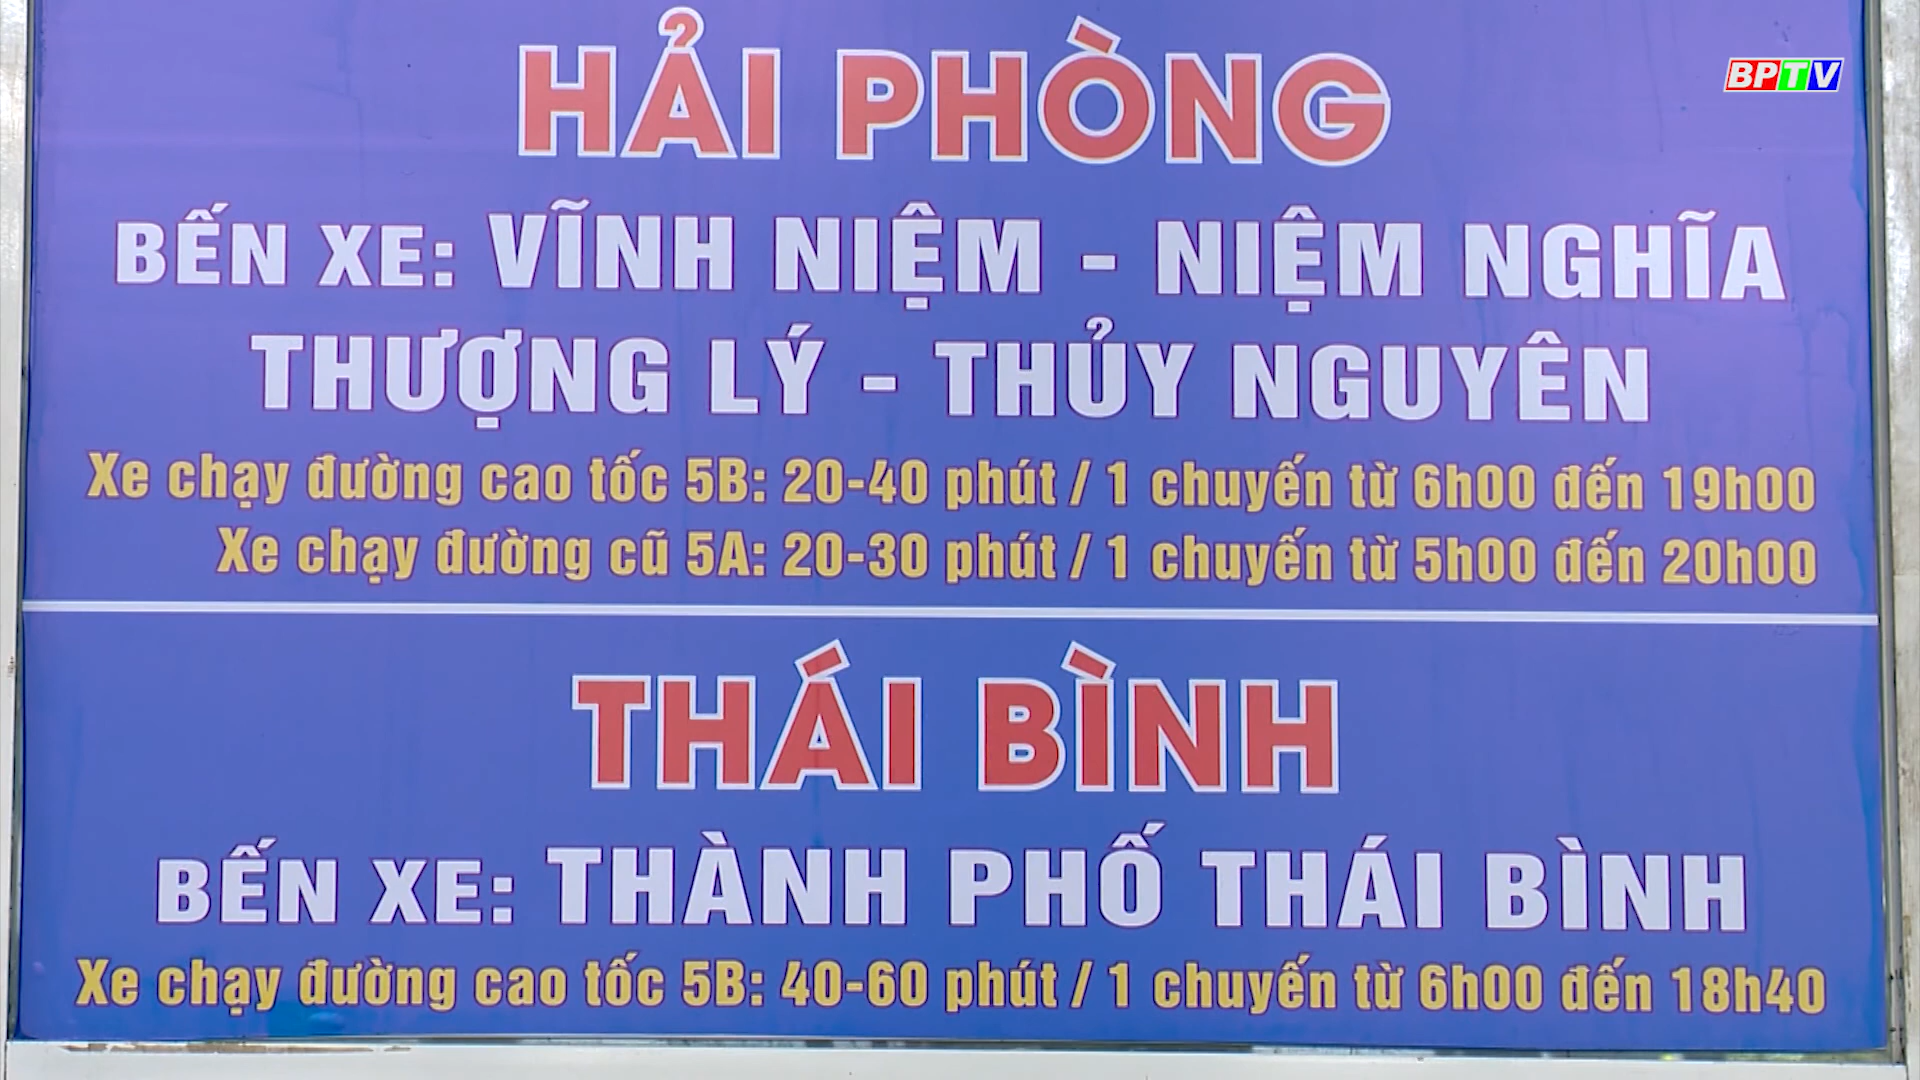 HẢI PHÒNG
BPTV
BẾN XE: VĨNH NIỆM - NIỆM NGHĨA
THƯỢNG LÝ - THỦY NGUYÊN
Xe chạy đường cao tốc 5B: 20-40 phút / 1 chuyến từ 6h00 đến 19h00
Xe chạy đường cũ 5A: 20-30 phút / 1 chuyến từ 5h00 đến 20h00
THÁI BÌNH
BẾN XE: THÀNH PHỐ THÁI BÌNH
Xe chạy đường cao tốc 5B: 40-60 phút / 1 chuyến từ 6h00 đến 18h40